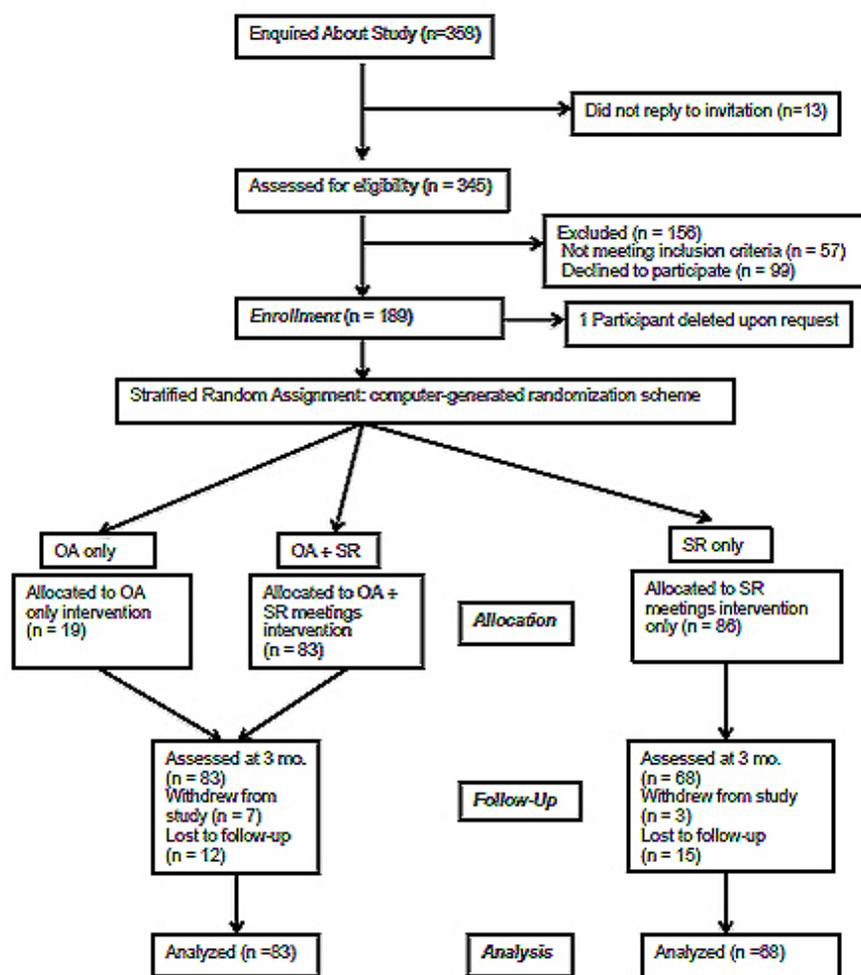 Enquired About Study (n=358)
Did not reply to invitation (n=13)
Assessed for eligibility (n = 345)
Excluded (n = 156)
Not meeting inclusion criteria (n = 57)
Declined to participate (n = 99)
Enrollment (n = 189)
1 Participant deleted upon request
Stratified Random Assignment: computer-generated randomization scheme
OA only
OA + SR
SR only
Allocated to OA
only intervention
(n = 19)
Allocated to OA +
SR meetings
intervention
(n = 83)
Allocation
Allocated to SR
meetings intervention
only (n = 86)
Assessed at 3 mo.
(n = 83)
Withdrew from
study (n = 7)
Lost to follow-up
(n = 12)
Follow-Up
Assessed at 3 mo.
(n = 68)
Withdrew from study
(n = 3)
Lost to follow-up
(n = 15)
Analyzed (n =83)
Analysis
Analyzed (n =68)